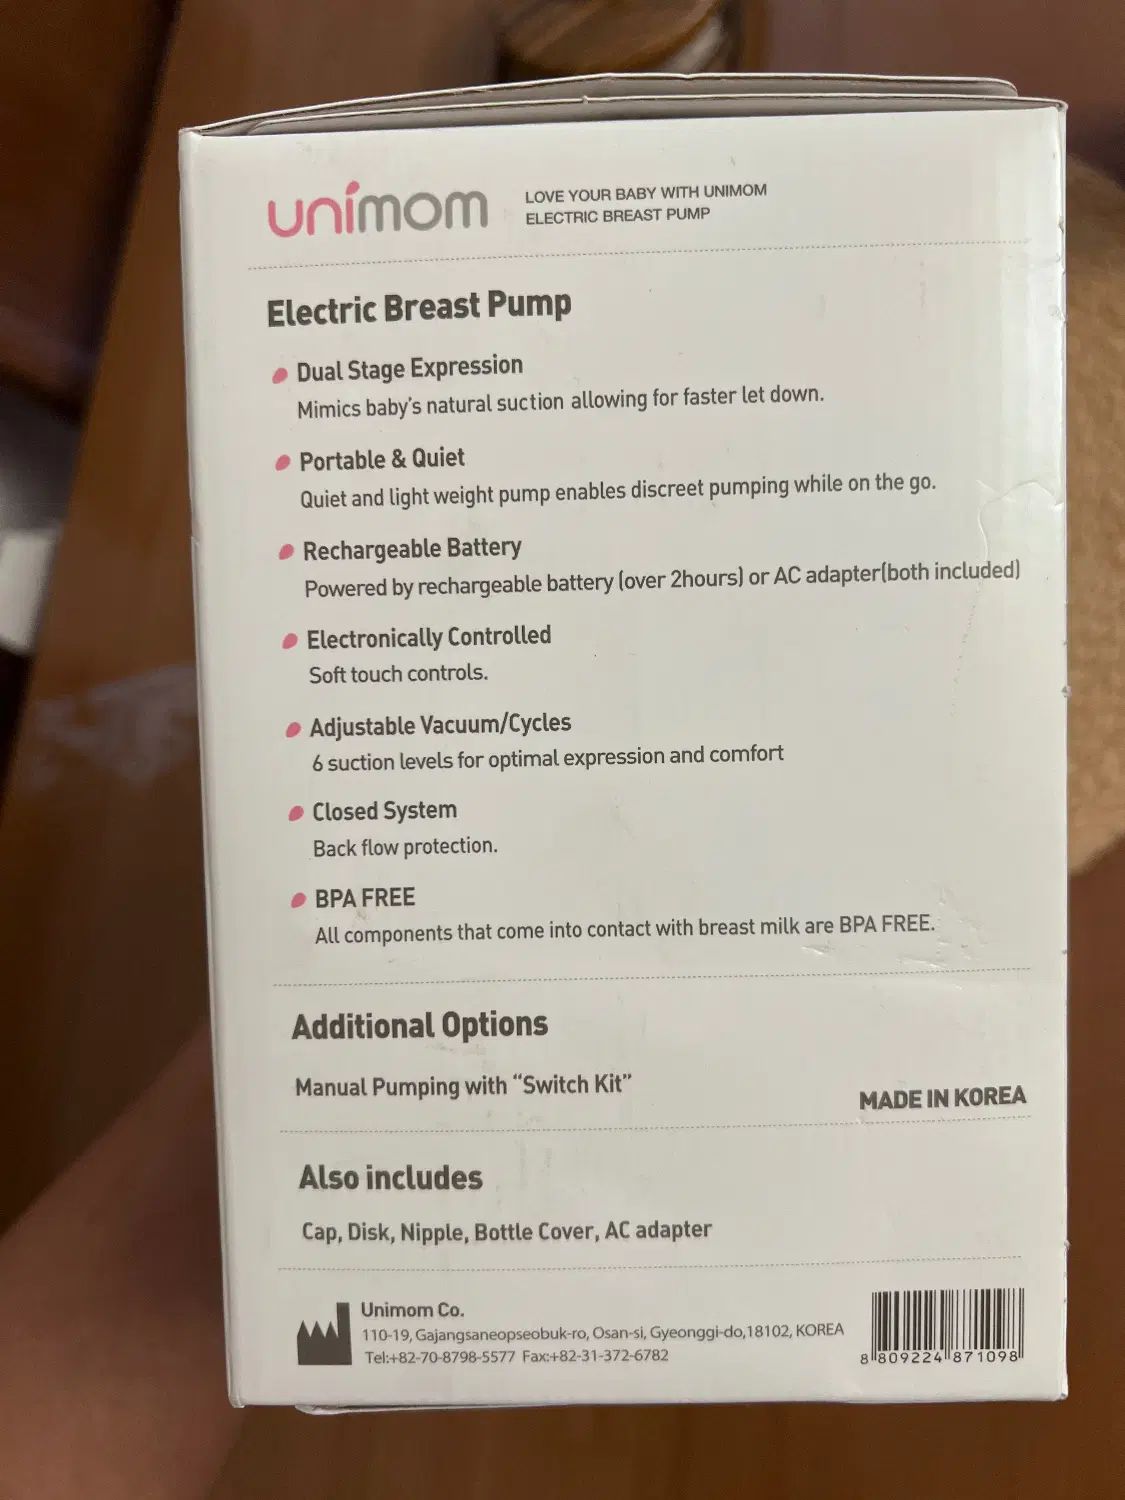 unimom
LOVE YOUR BABY WITH UNIMOM
ELECTRIC BREAST PUMP
Electric Breast Pump
Dual Stage Expression
Mimics baby's natural suction allowing for faster let down.
Portable & Quiet
Quiet and light weight pump enables discreet pumping while on the go.
Rechargeable Battery
Powered by rechargeable battery (over 2hours) or AC adapter(both included)
Electronically Controlled
Soft touch controls.
Adjustable Vacuum/Cycles
6 suction levels for optimal expression and comfort
Closed System
Back flow protection.
BPA FREE
All components that come into contact with breast milk are BPA FREE.
Additional Options
Manual Pumping with “Switch Kit”
MADE IN KOREA
Also includes
Cap, Disk, Nipple, Bottle Cover, AC adapter
Unimom Co.
110-19, Gajangsaneopseobuk-ro, Osan-si, Gyeonggi-do,18102, KOREA
Tel:+82-70-8798-5577 Fax:+82-31-372-6782
8 809224 871098